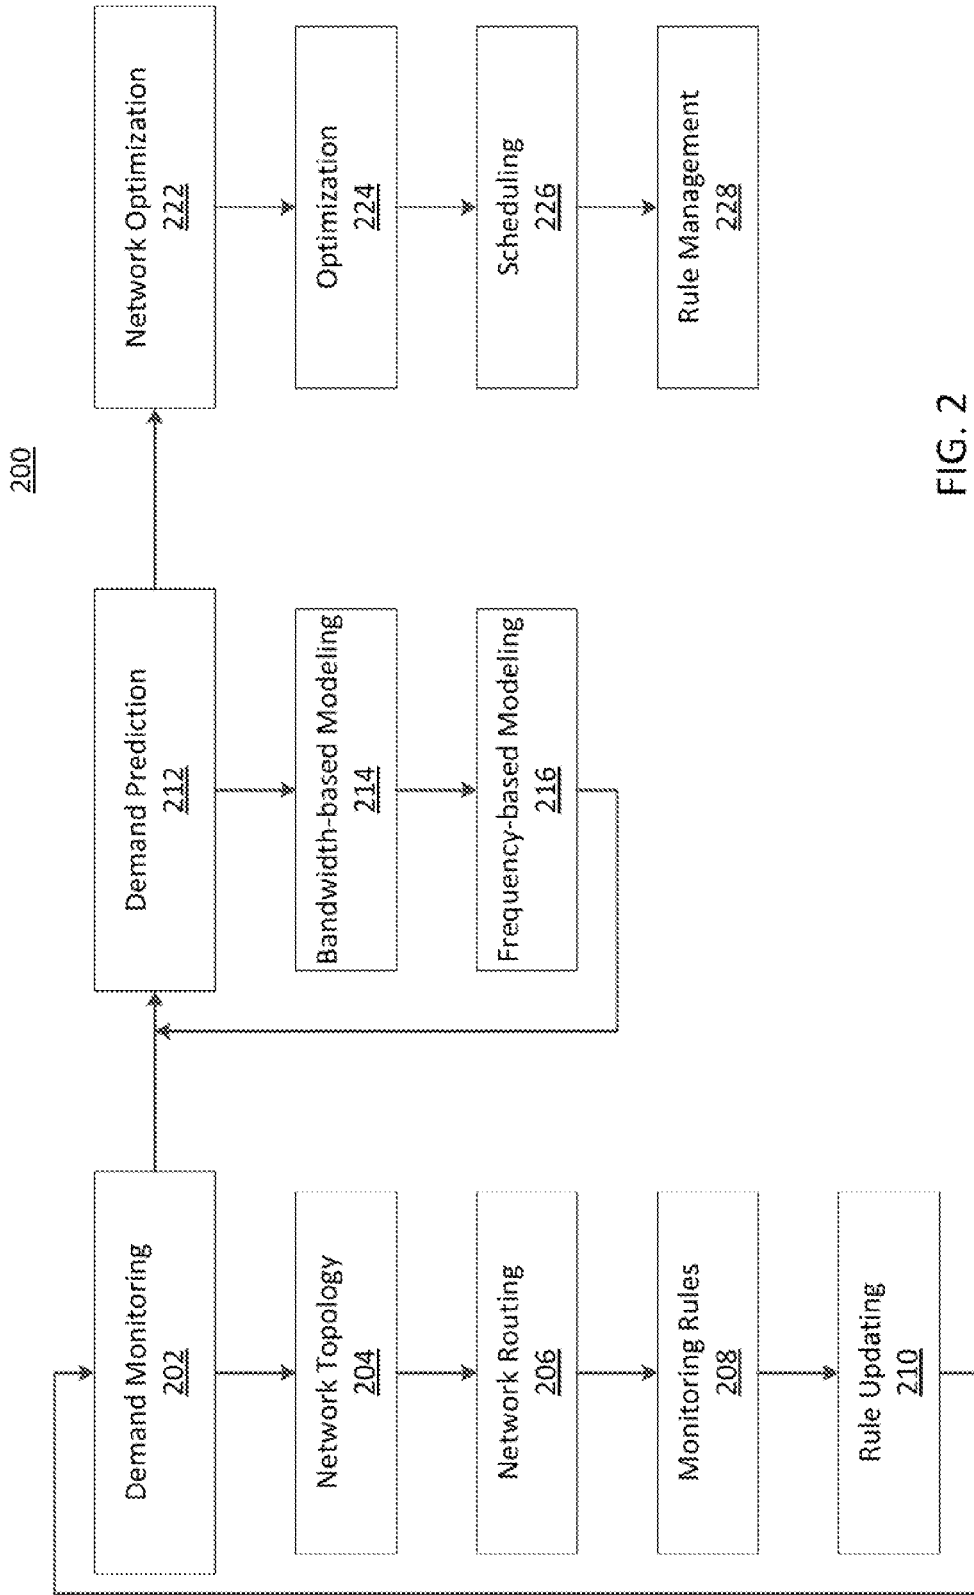 200
Demand Monitoring
202
Network Topology
204
Network Routing
206
Monitoring Rules
208
Rule Updating
210
Demand Prediction
212
Bandwidth-based Modeling
214
Frequency-based Modeling
216
Network Optimization
222
Optimization
224
Scheduling
226
Rule Management
228
FIG. 2